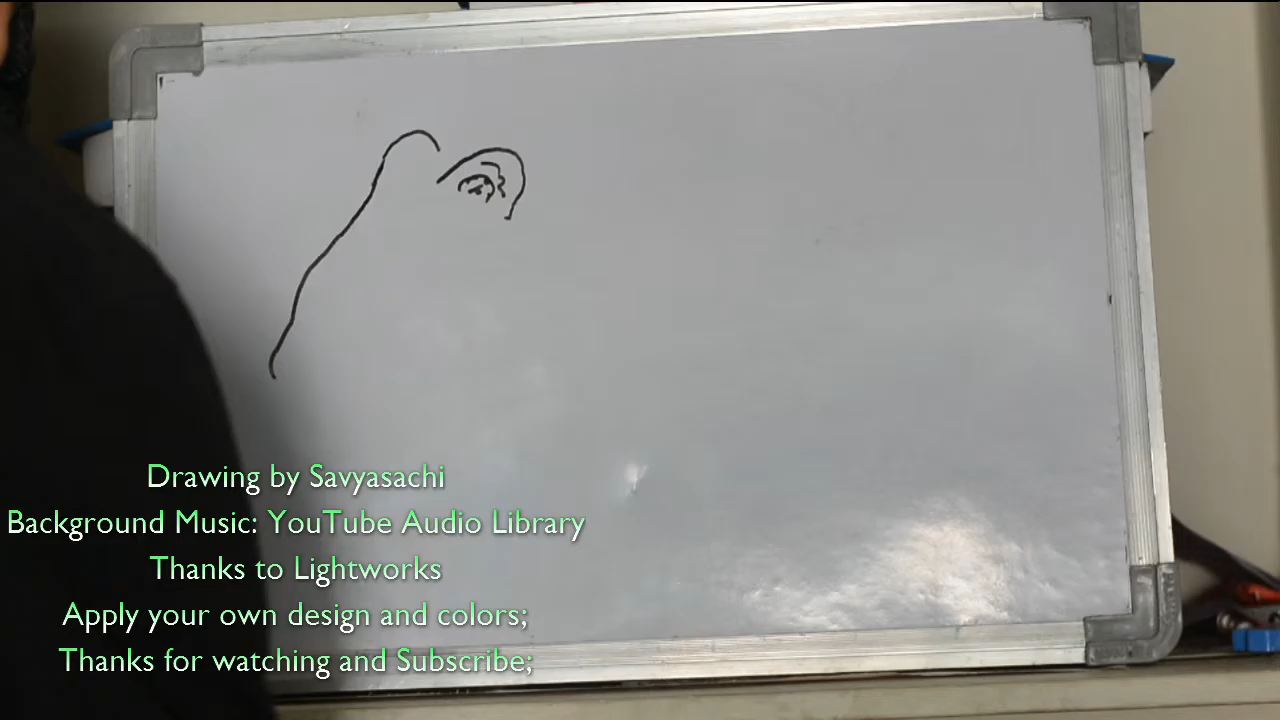 Drawing by Savyasachi
Background Music: YouTube Audio Library
Thanks to Lightworks
Apply your own design and colors;
Thanks for watching and Subscribe;